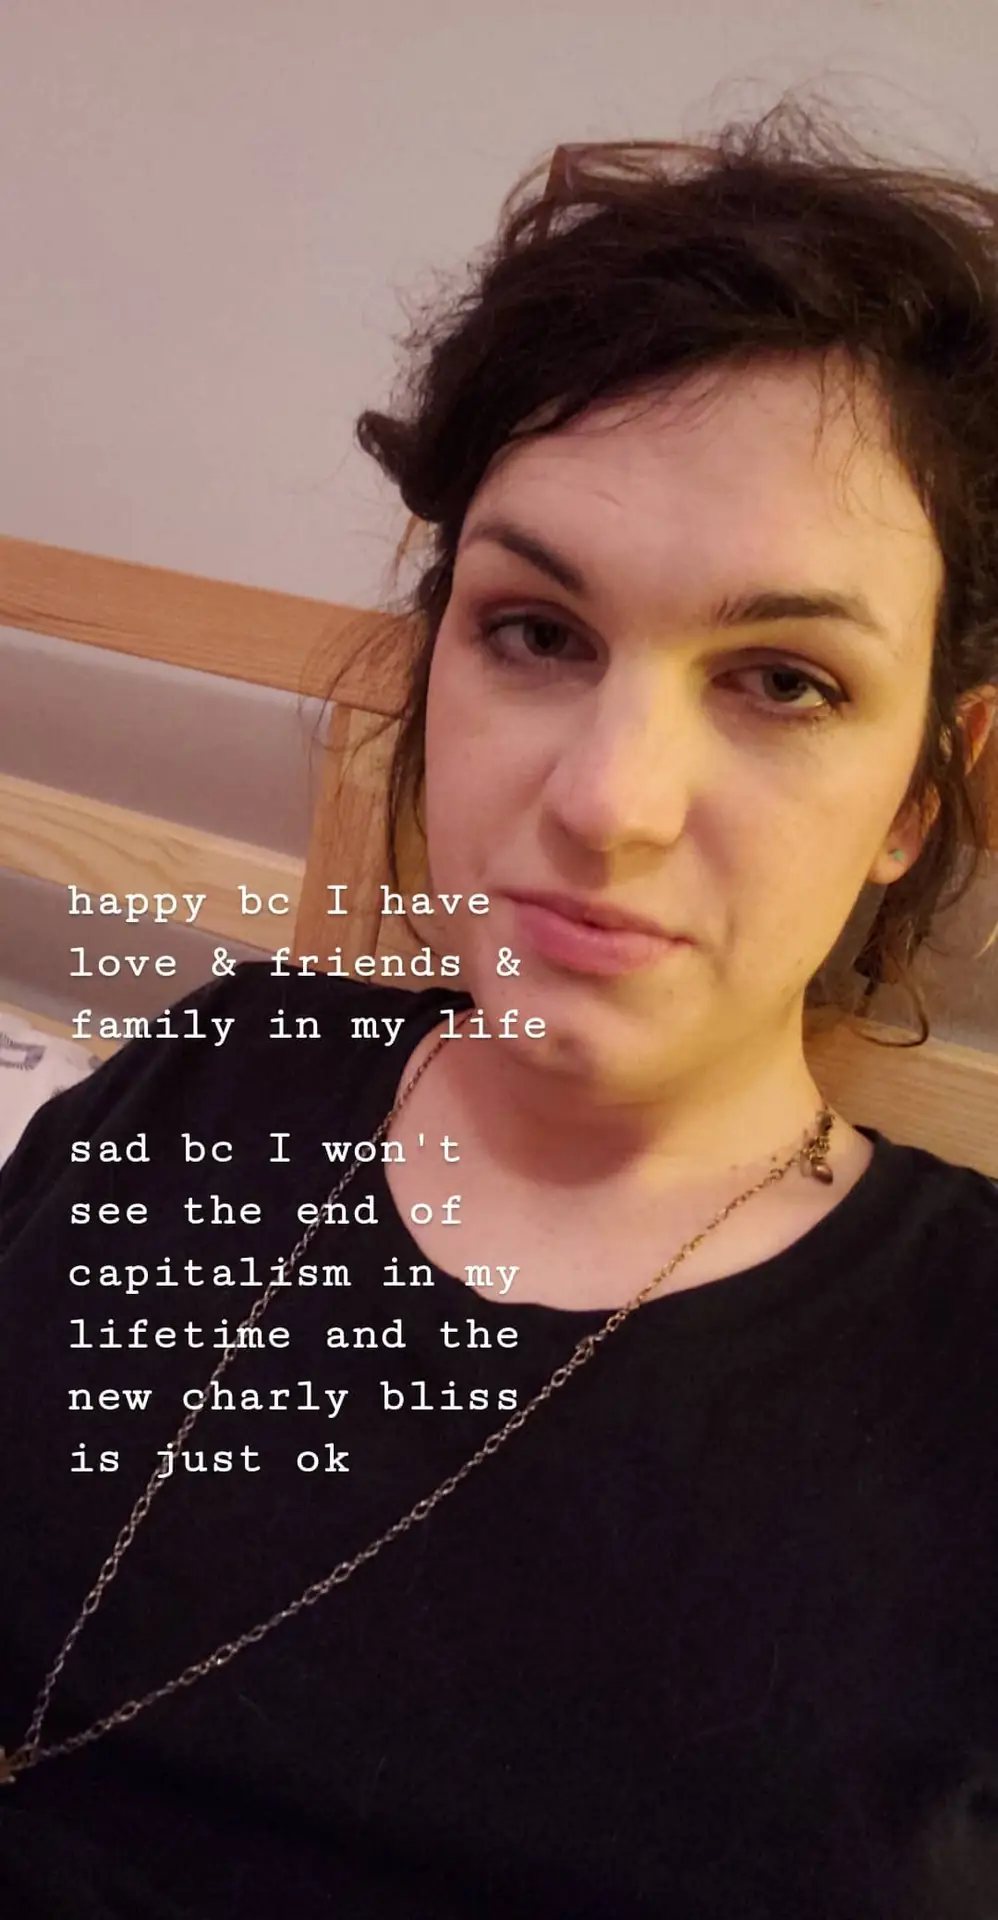 happy bc I have
love & friends &
family in my life
sad bc I won't
see the end of
capitalism in my
lifetime and the
new charly bliss
is just ok